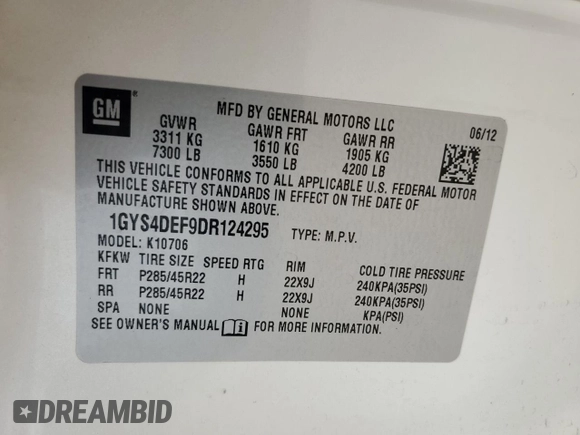 GM ®
MFD BY GENERAL MOTORS LLC 06/12
GVWR GAWR FRT GAWR RR
3311 KG 1610 KG 1905 KG
7300 LB 3550 LB 4200 LB
THIS VEHICLE CONFORMS TO ALL APPLICABLE U.S. FEDERAL MOTOR
VEHICLE SAFETY STANDARDS IN EFFECT ON THE DATE OF
MANUFACTURE SHOWN ABOVE.
1GYS4DEF9DR124295 TYPE: M.P.V.
MODEL: K10706
KFKW TIRE SIZE SPEED RTG RIM COLD TIRE PRESSURE
FRT P285/45R22 H 22X9J 240KPA(35PSI)
RR P285/45R22 H 22X9J 240KPA(35PSI)
SPA NONE NONE KPA(PSI)
SEE OWNER'S MANUAL FOR MORE INFORMATION.
DREAMBID